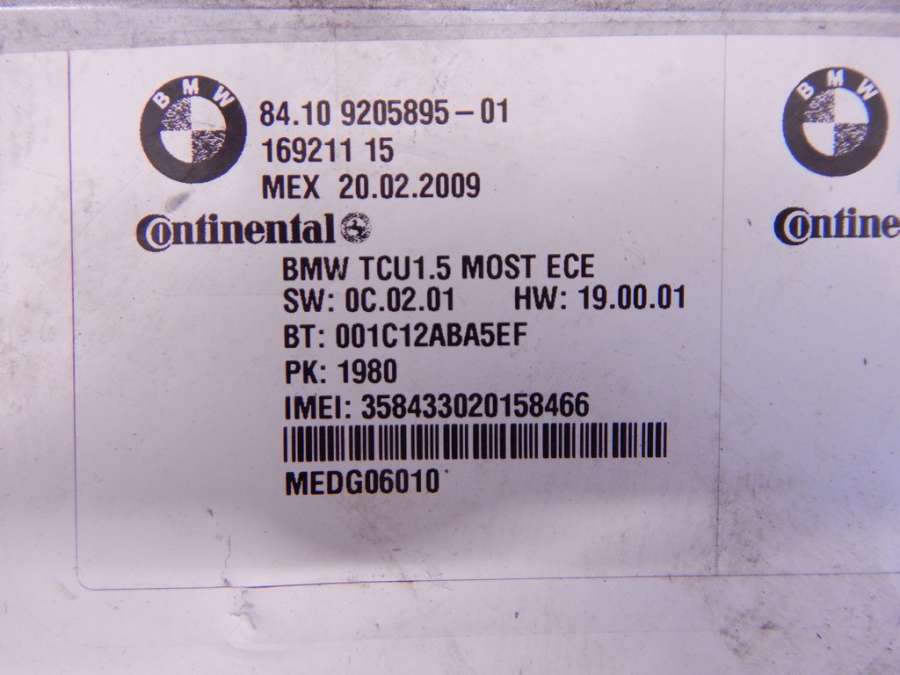 BMW
84.10 9205895-01
169211 15
MEX 20.02.2009
Continental
BMW TCU1.5 MOST ECE
SW: 0C.02.01 HW: 19.00.01
BT: 001C12ABA5EF
PK: 1980
IMEI: 358433020158466
MEDG06010
BMW
Contine